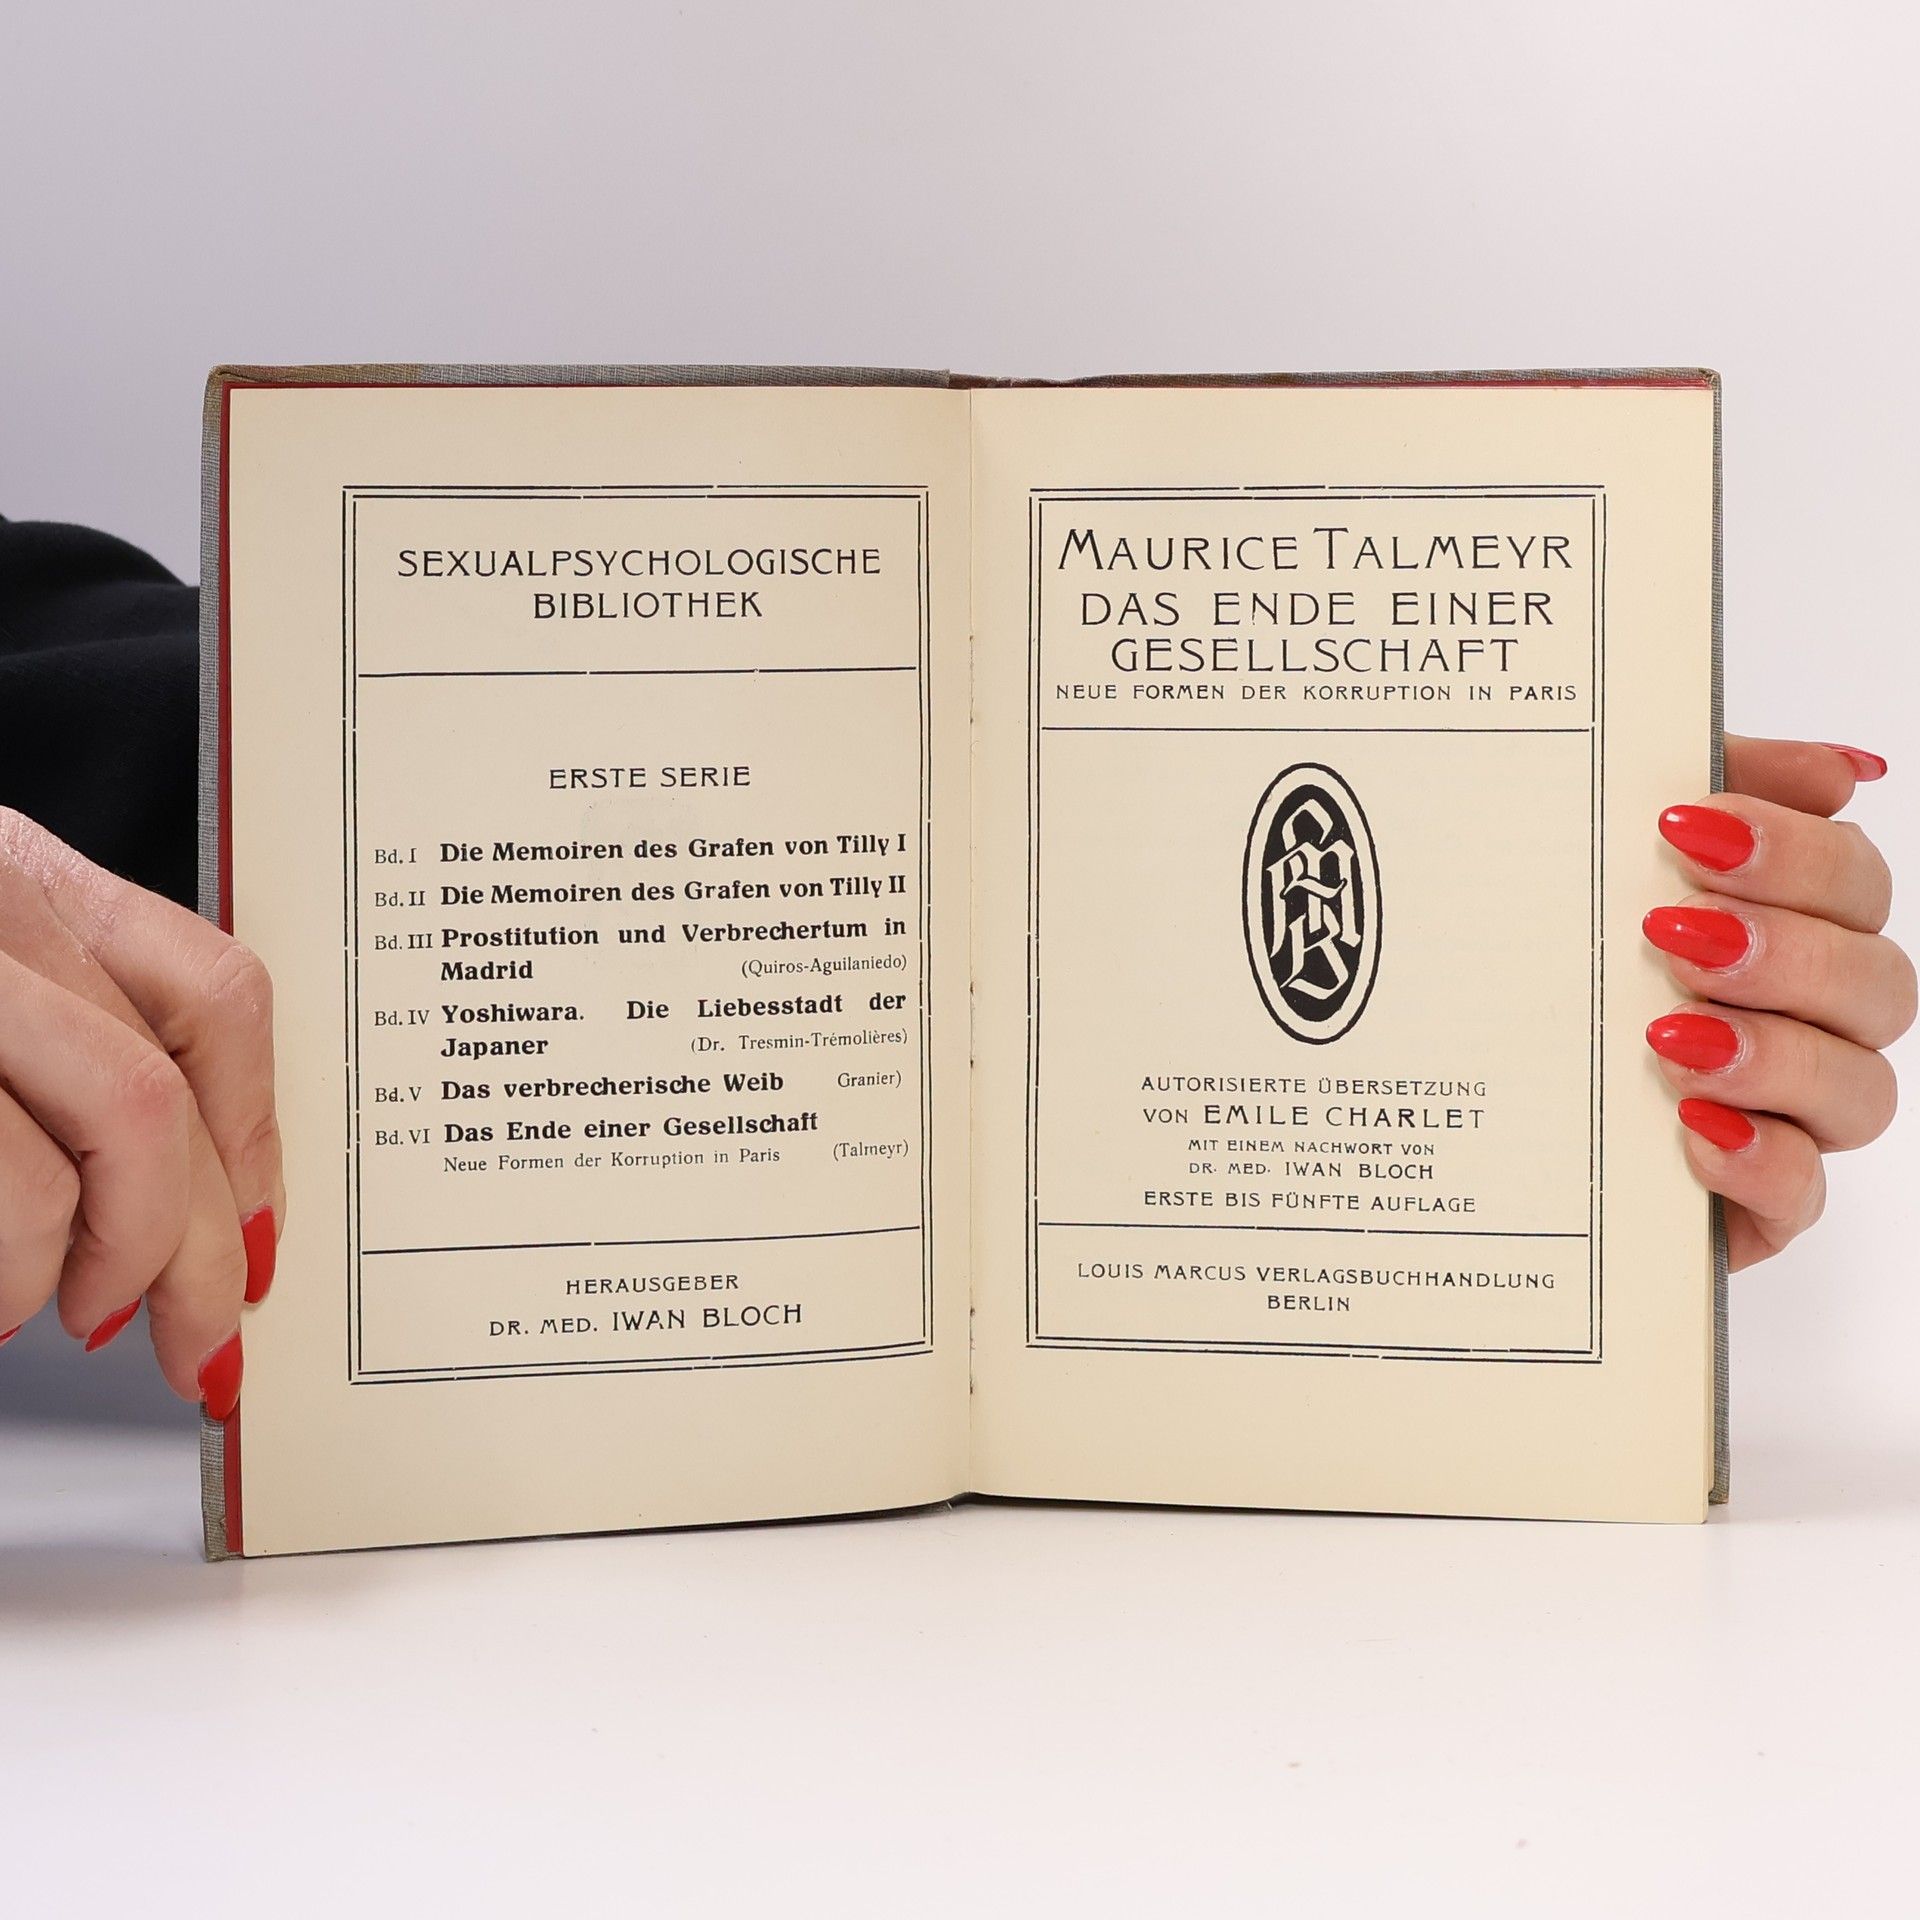 SEXUALPSYCHOLOGISCHE
BIBLIOTHEK
ERSTE SERIE
Bd. I Die Memoiren des Grafen von Tilly I
Bd. II Die Memoiren des Grafen von Tilly II
Bd. III Prostitution und Verbrechertum in
Madrid (Quiros-Aguilaniedo)
Bd. IV Yoshiwara. Die Liebesstadt der
Japaner (Dr. Tresmin-Trémolières)
Bd. V Das verbrecherische Weib Granier)
Bd. VI Das Ende einer Gesellschaft
Neue Formen der Korruption in Paris (Talmeyr)
HERAUSGEBER
DR. MED. IWAN BLOCH
MAURICE TALMEYR
DAS ENDE EINER
GESELLSCHAFT
NEUE FORMEN DER KORRUPTION IN PARIS
AUTORISIERTE ÜBERSETZUNG
VON EMILE CHARLET
MIT EINEM NACHWORT VON
DR. MED. IWAN BLOCH
ERSTE BIS FÜNFTE AUFLAGE
LOUIS MARCUS VERLAGSBUCHHANDLUNG
BERLIN